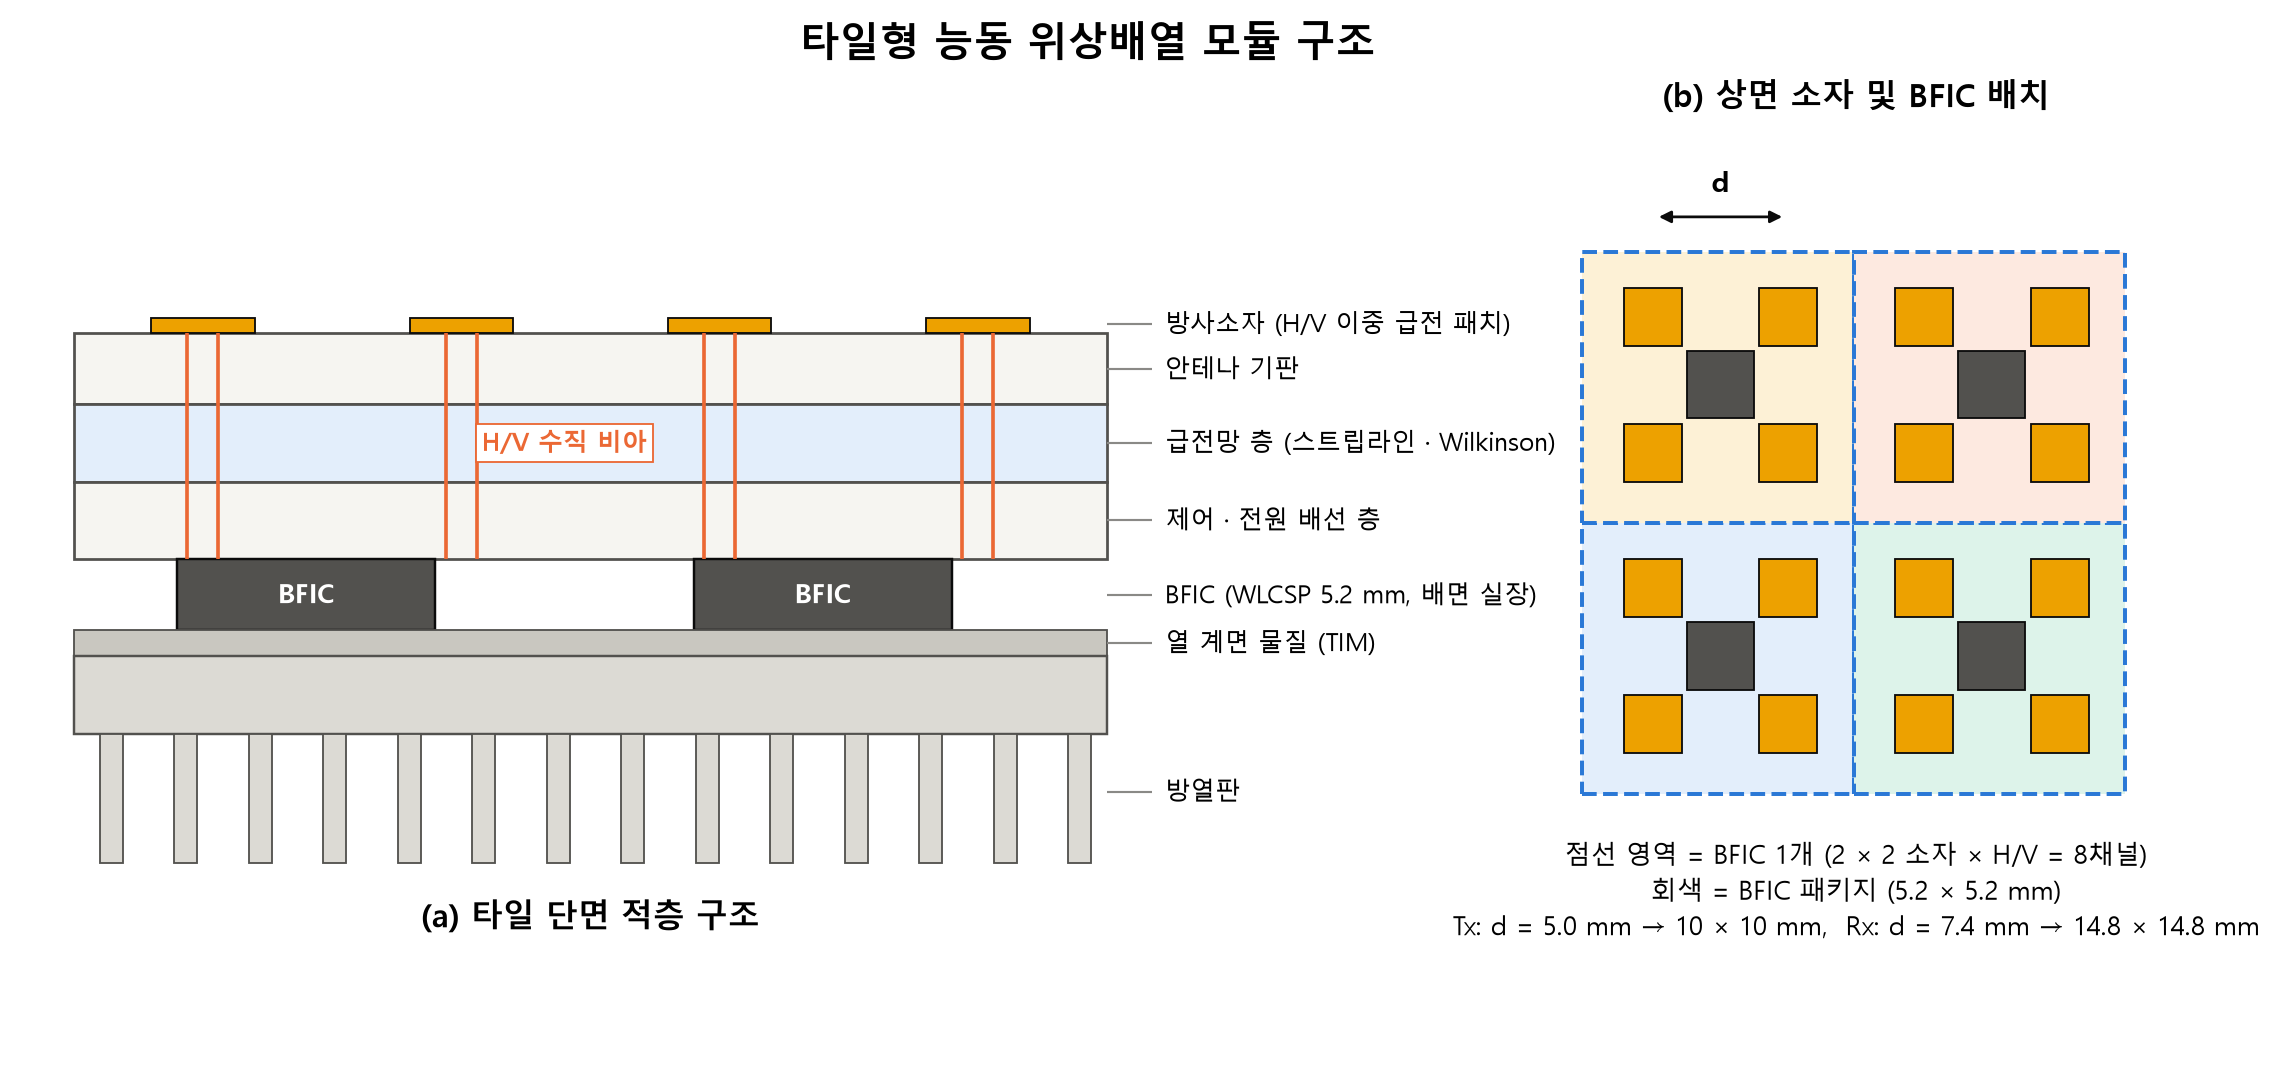 타일형 능동 위상배열 모듈 구조
(b) 상면 소자 및 BFIC 배치
d
방사소자 (H/V 이중 급전 패치)
안테나 기판
H/V 수직 비아
급전망 층 (스트립라인 · Wilkinson)
제어 · 전원 배선 층
BFIC
BFIC
BFIC (WLCSP 5.2 mm, 배면 실장)
열 계면 물질 (TIM)
방열판
(a) 타일 단면 적층 구조
점선 영역 = BFIC 1개 (2 × 2 소자 × H/V = 8채널)
회색 = BFIC 패키지 (5.2 × 5.2 mm)
Tx: d = 5.0 mm → 10 × 10 mm, Rx: d = 7.4 mm → 14.8 × 14.8 mm